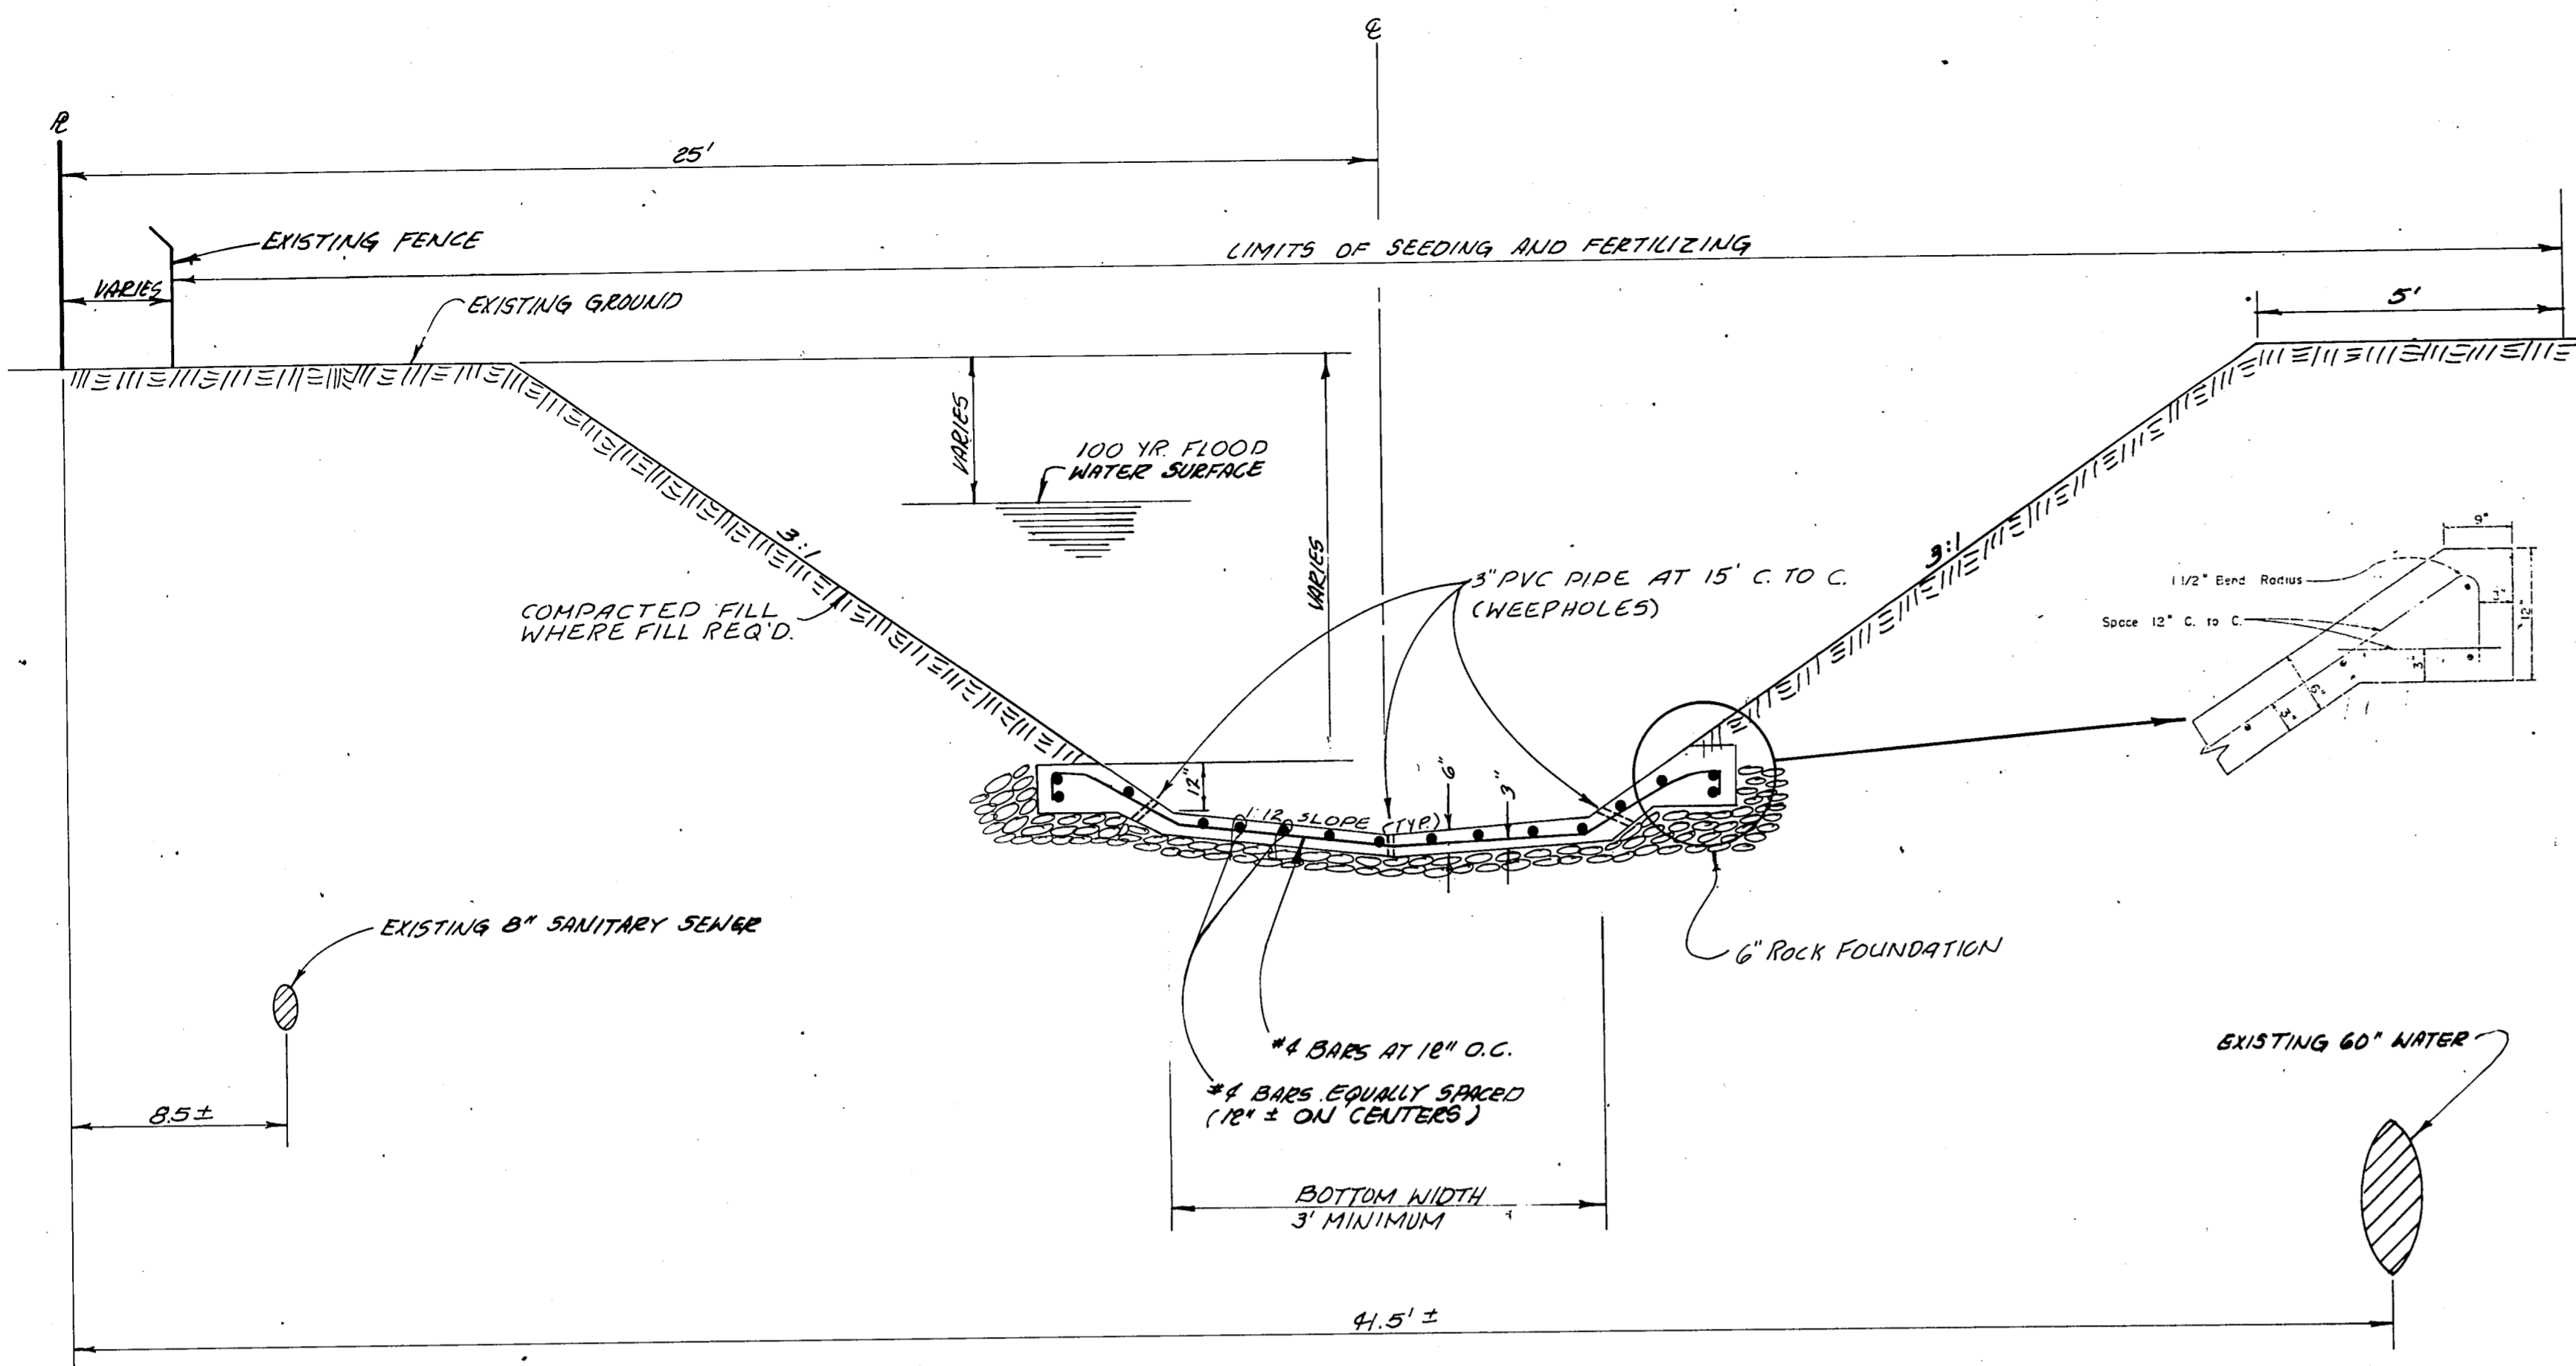 ℄
℄
25'
EXISTING FENCE
LIMITS OF SEEDING AND FERTILIZING
VARIES
EXISTING GROUND
5'
VARIES
100 YR. FLOOD
WATER SURFACE
3:1
3:1
VARIES
9"
1 1/2" Bend Radius
12"
Space 12" C. to C.
3"
6"
3"
3" PVC PIPE AT 15' C. TO C.
(WEEPHOLES)
COMPACTED FILL
WHERE FILL REQ'D.
12"
6"
3"
1:12 SLOPE (TYP.)
EXISTING 8" SANITARY SEWER
6" ROCK FOUNDATION
#4 BARS AT 12" O.C.
#4 BARS EQUALLY SPACED
(12" ± ON CENTERS)
EXISTING 60" WATER
8.5 ±
BOTTOM WIDTH
3' MINIMUM
41.5' ±